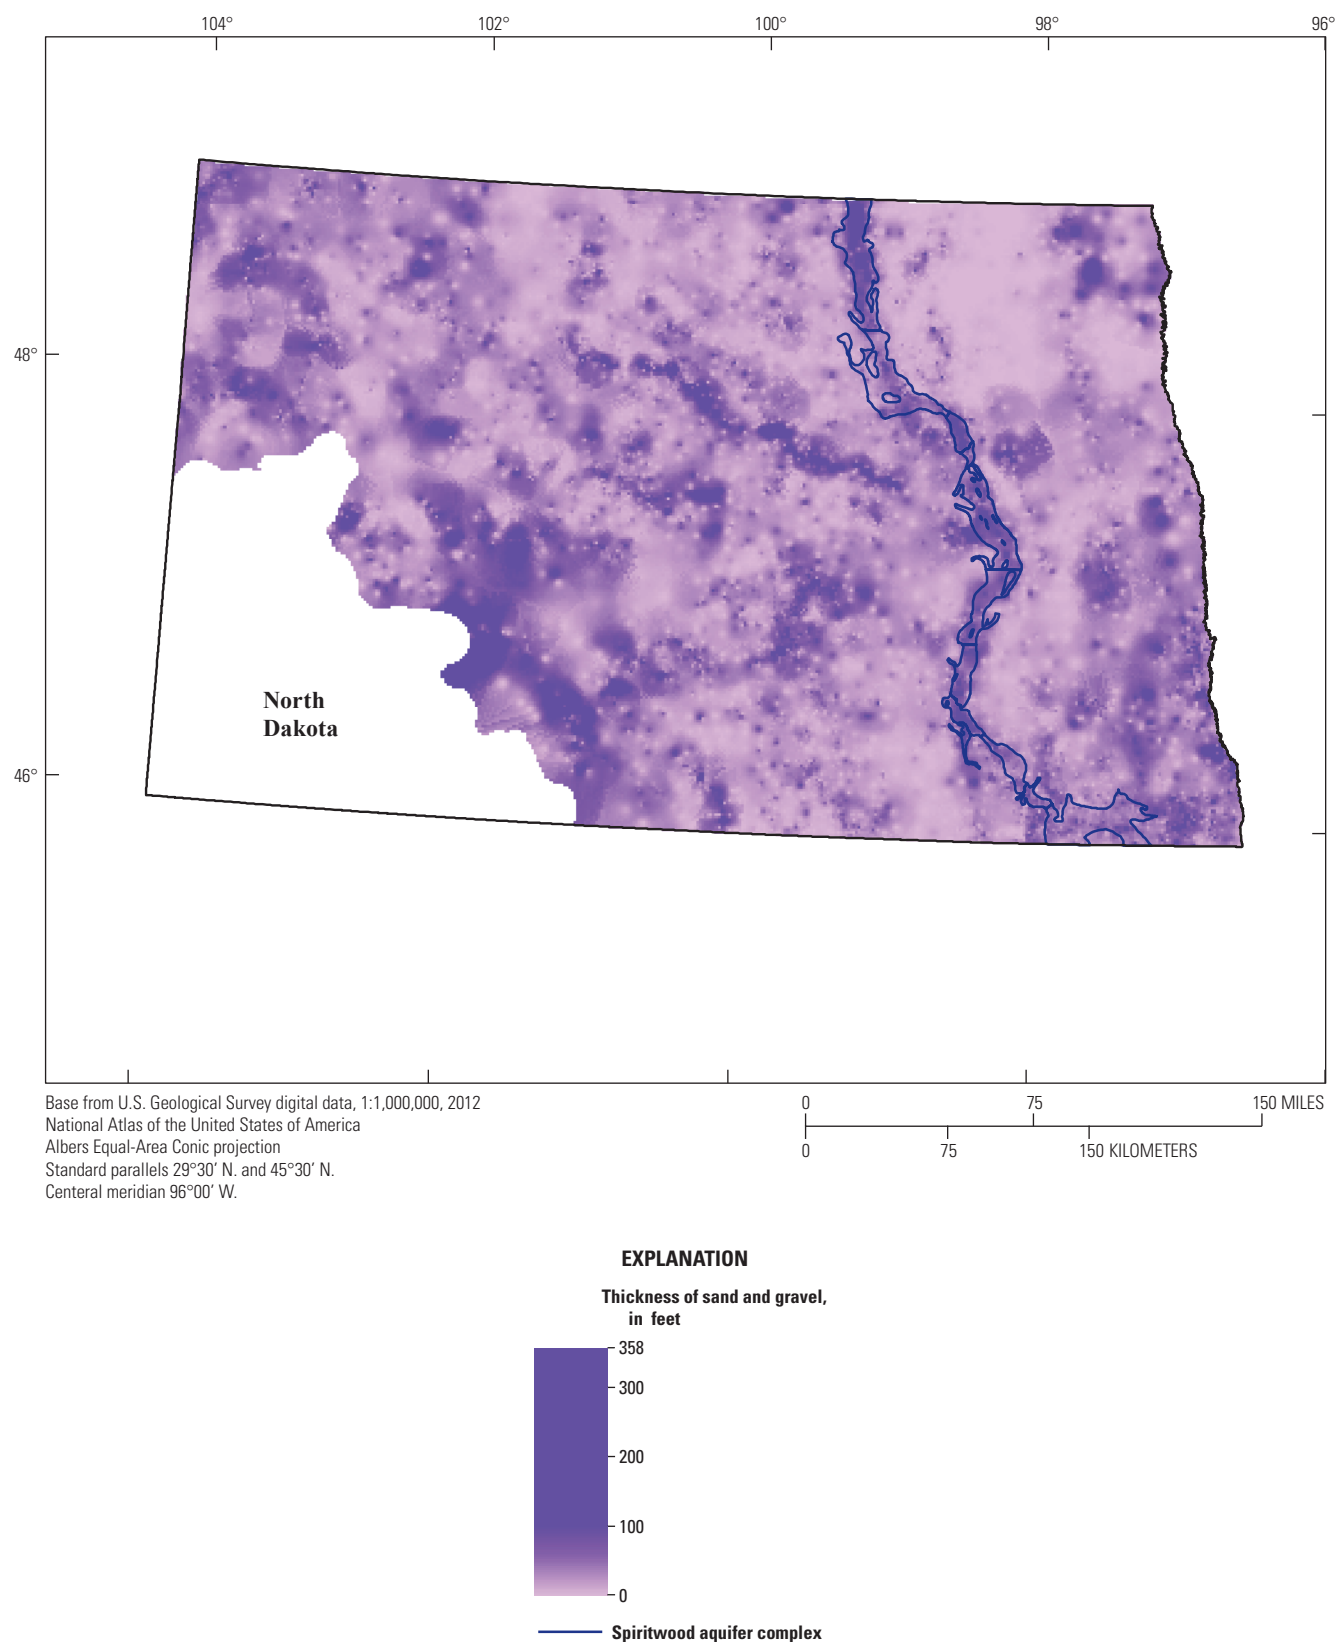 104°
102°
100°
98°
96°
48°
46°
North
Dakota
Base from U.S. Geological Survey digital data, 1:1,000,000, 2012
National Atlas of the United States of America
Albers Equal-Area Conic projection
Standard parallels 29°30′ N. and 45°30′ N.
Centeral meridian 96°00′ W.
0 75 150 MILES
0 75 150 KILOMETERS
EXPLANATION
Thickness of sand and gravel,
in feet
358
300
200
100
0
Spiritwood aquifer complex